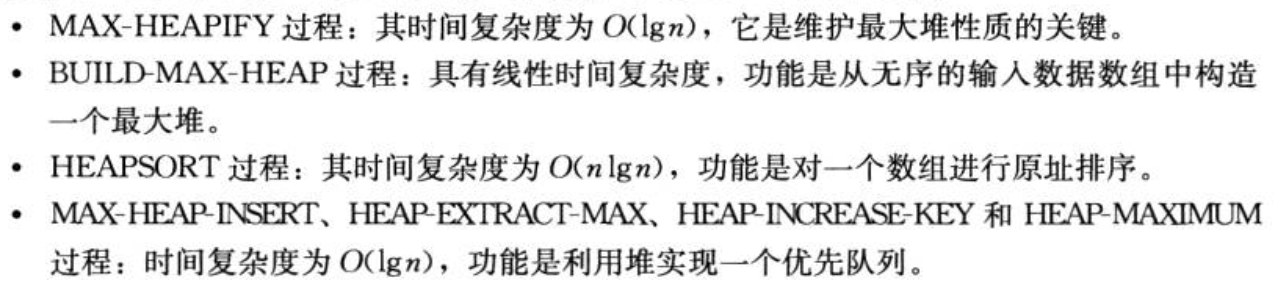 • MAX-HEAPIFY 过程：其时间复杂度为 O(lgn)，它是维护最大堆性质的关键。
• BUILD-MAX-HEAP 过程：具有线性时间复杂度，功能是从无序的输入数据数组中构造
一个最大堆。
• HEAPSORT 过程：其时间复杂度为 O(nlgn)，功能是对一个数组进行原址排序。
• MAX-HEAP-INSERT、HEAP-EXTRACT-MAX、HEAP-INCREASE-KEY 和 HEAP-MAXIMUM
过程：时间复杂度为 O(lgn)，功能是利用堆实现一个优先队列。